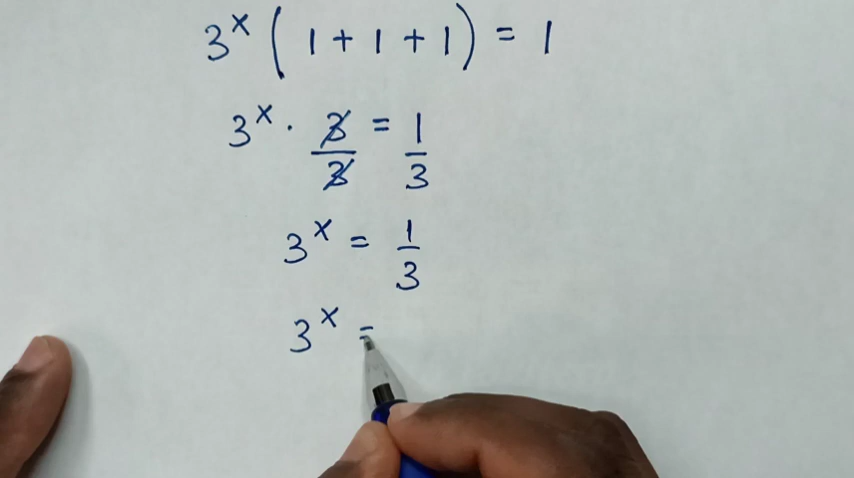 3^x ( 1 + 1 + 1 ) = 1
3^x · 3/3 = 1/3
3^x = 1/3
3^x =